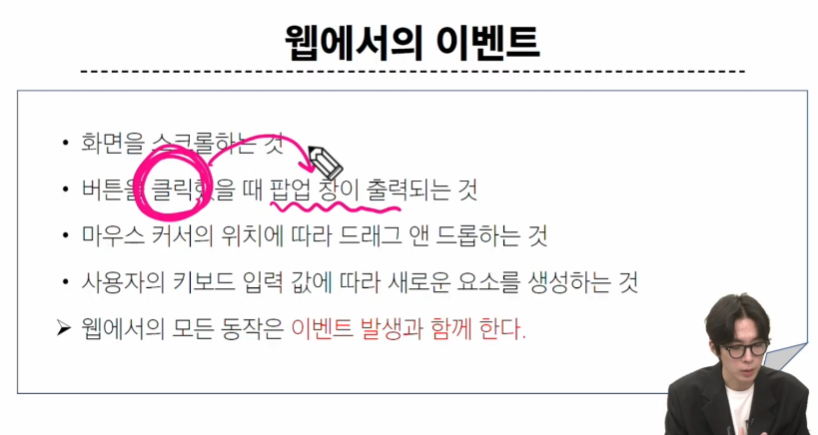 웹에서의 이벤트
• 화면을 스크롤하는 것
• 버튼을 클릭했을 때 팝업 창이 출력되는 것
• 마우스 커서의 위치에 따라 드래그 앤 드롭하는 것
• 사용자의 키보드 입력 값에 따라 새로운 요소를 생성하는 것
➢ 웹에서의 모든 동작은 이벤트 발생과 함께 한다.